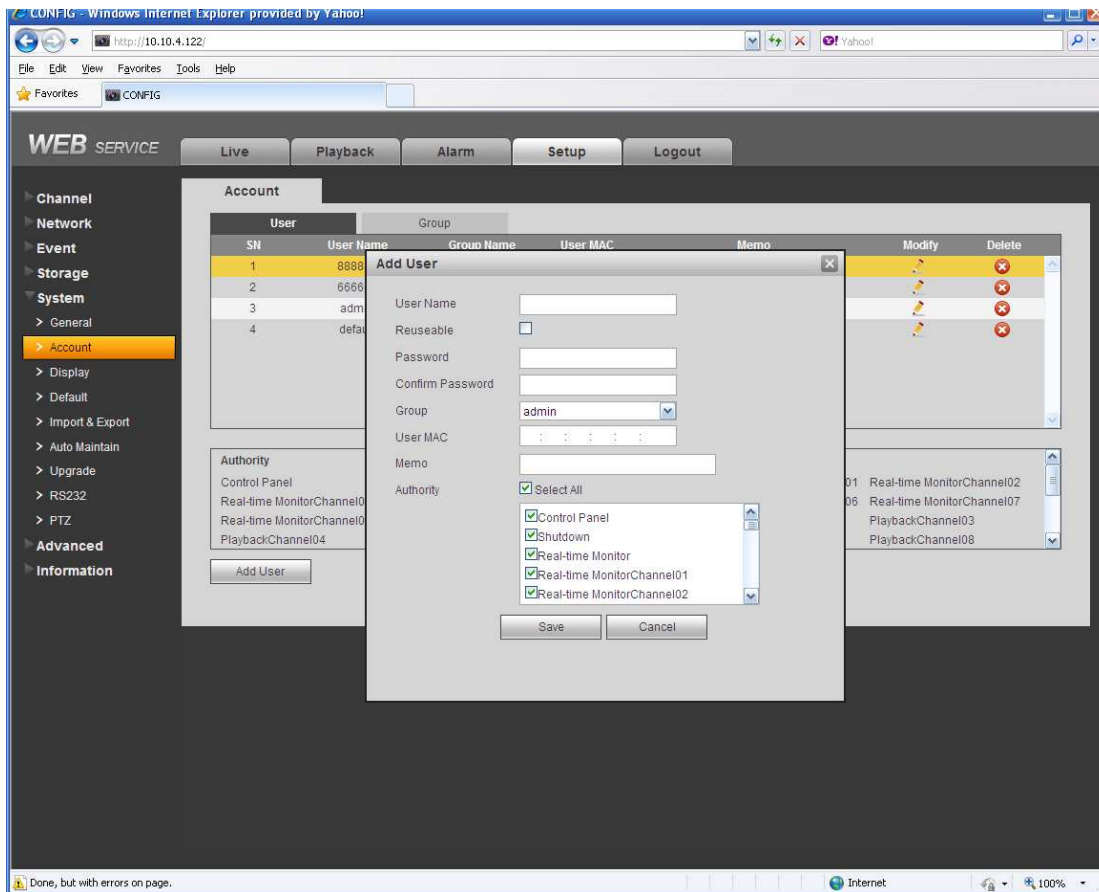 CONFIG - Windows Internet Explorer provided by Yahoo!
http://10.10.4.122/
Yahoo!
File Edit View Favorites Tools Help
Favorites CONFIG
WEB SERVICE
Live Playback Alarm Setup Logout
Channel
Network
Event
Storage
System
> General
> Account
> Display
> Default
> Import & Export
> Auto Maintain
> Upgrade
> RS232
> PTZ
Advanced
Information
Account
User Group
SN User Name Group Name User MAC Memo Modify Delete
1 8888
2 6666
3 adm
4 defau
Authority
Control Panel 01 Real-time MonitorChannel02
Real-time MonitorChannel0 06 Real-time MonitorChannel07
Real-time MonitorChannel0 PlaybackChannel03
PlaybackChannel04 PlaybackChannel08
Add User
Add User
User Name
Reuseable
Password
Confirm Password
Group admin
User MAC : : : : :
Memo
Authority Select All
Control Panel
Shutdown
Real-time Monitor
Real-time MonitorChannel01
Real-time MonitorChannel02
Save Cancel
Done, but with errors on page. Internet 100%